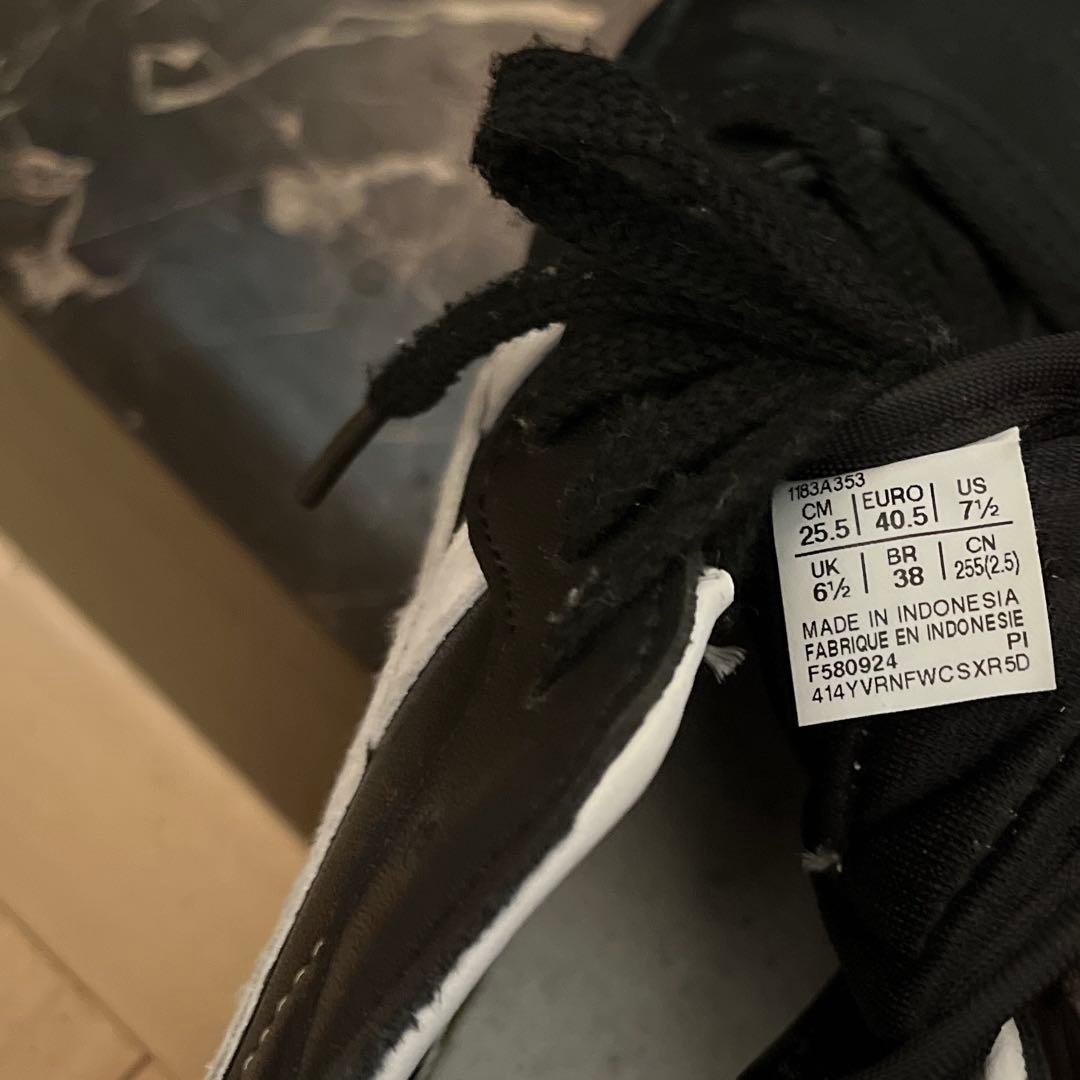 1183A353
CM EURO US
25.5 40.5 7½
UK BR CN
6½ 38 255(2.5)
MADE IN INDONESIA
FABRIQUE EN INDONESIE
F580924 PI
414YVRNFWCSXR5D